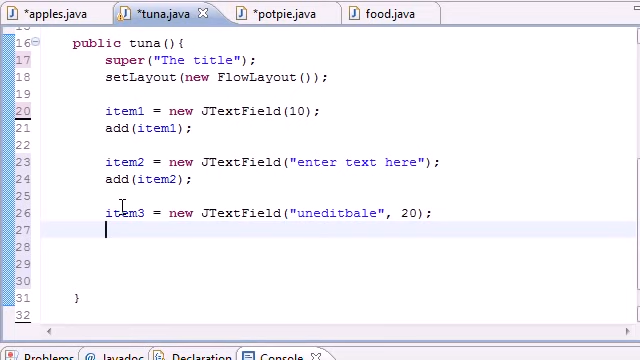 *apples.java *tuna.java *potpie.java food.java
16 public tuna(){
17 super("The title");
18 setLayout(new FlowLayout());
20 item1 = new JTextField(10);
21 add(item1);
23 item2 = new JTextField("enter text here");
24 add(item2);
25
26 item3 = new JTextField("uneditbale", 20);
27
28
29
30
31 }
32
Problems @ Javadoc Declaration Console